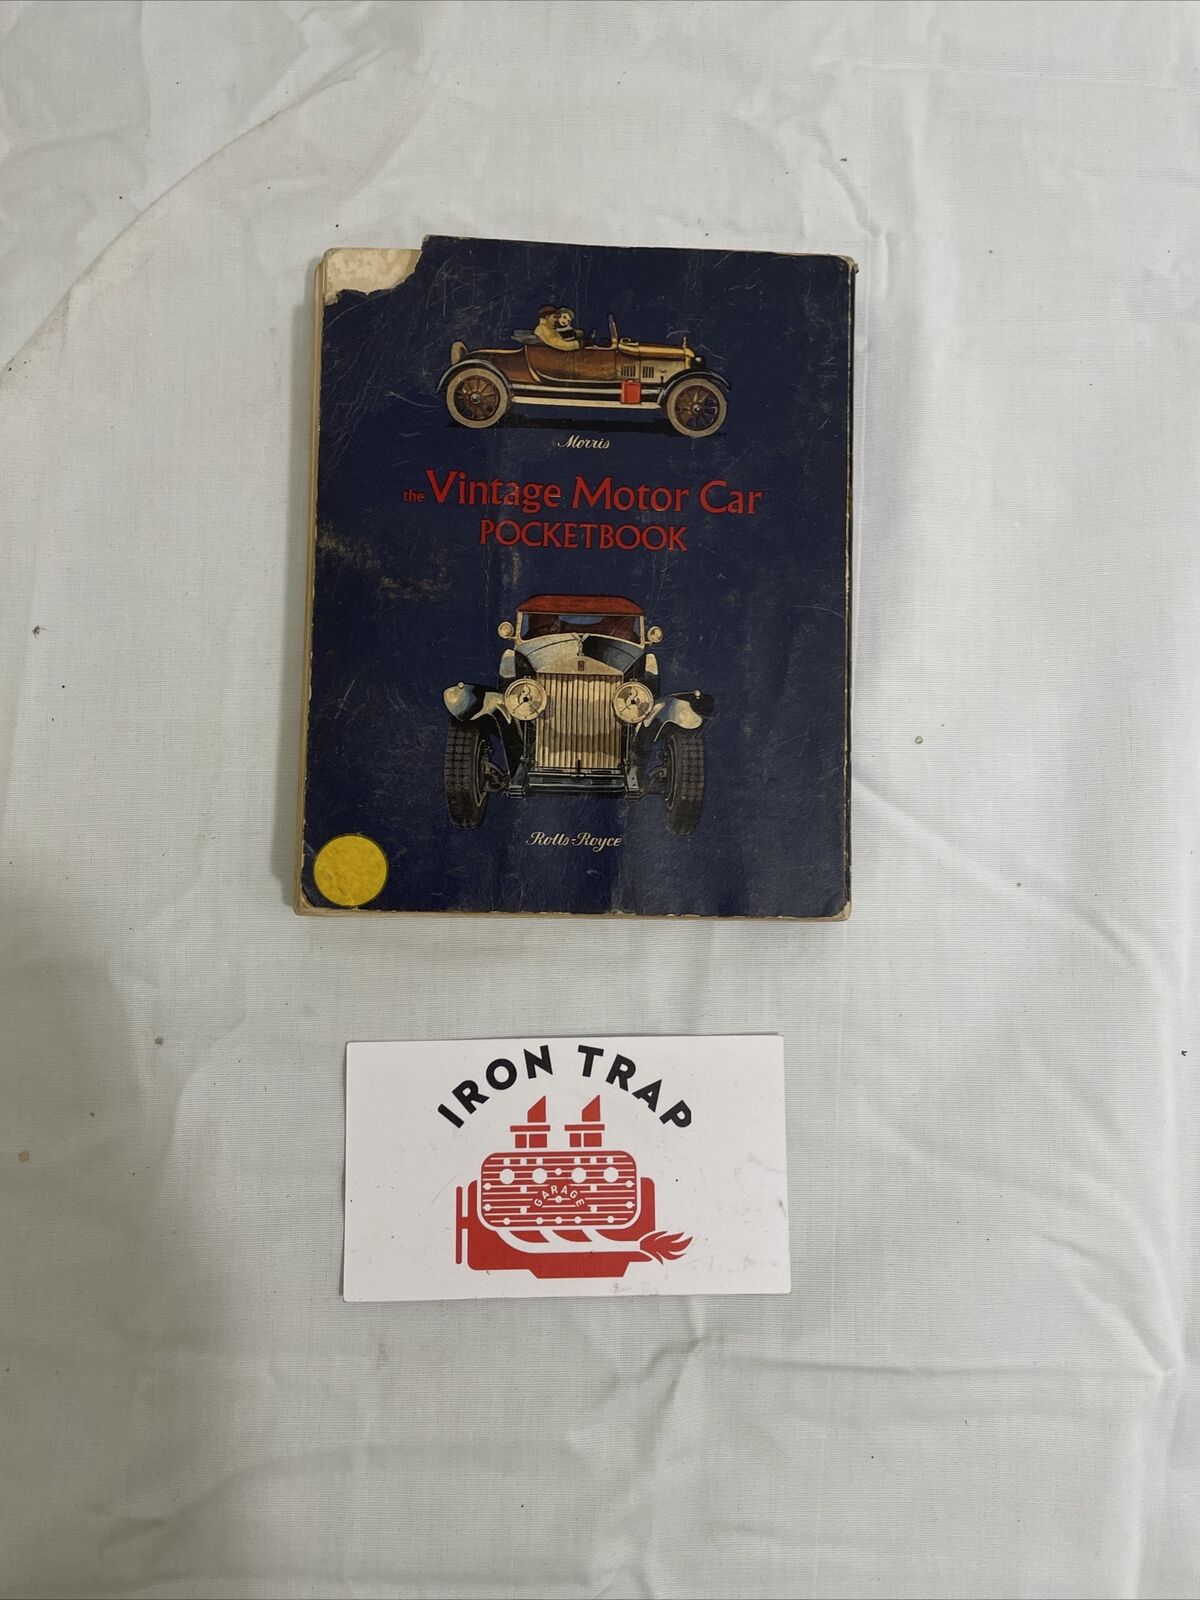 Morris
the Vintage Motor Car
POCKETBOOK
Rolls-Royce
IRON TRAP
GARAGE